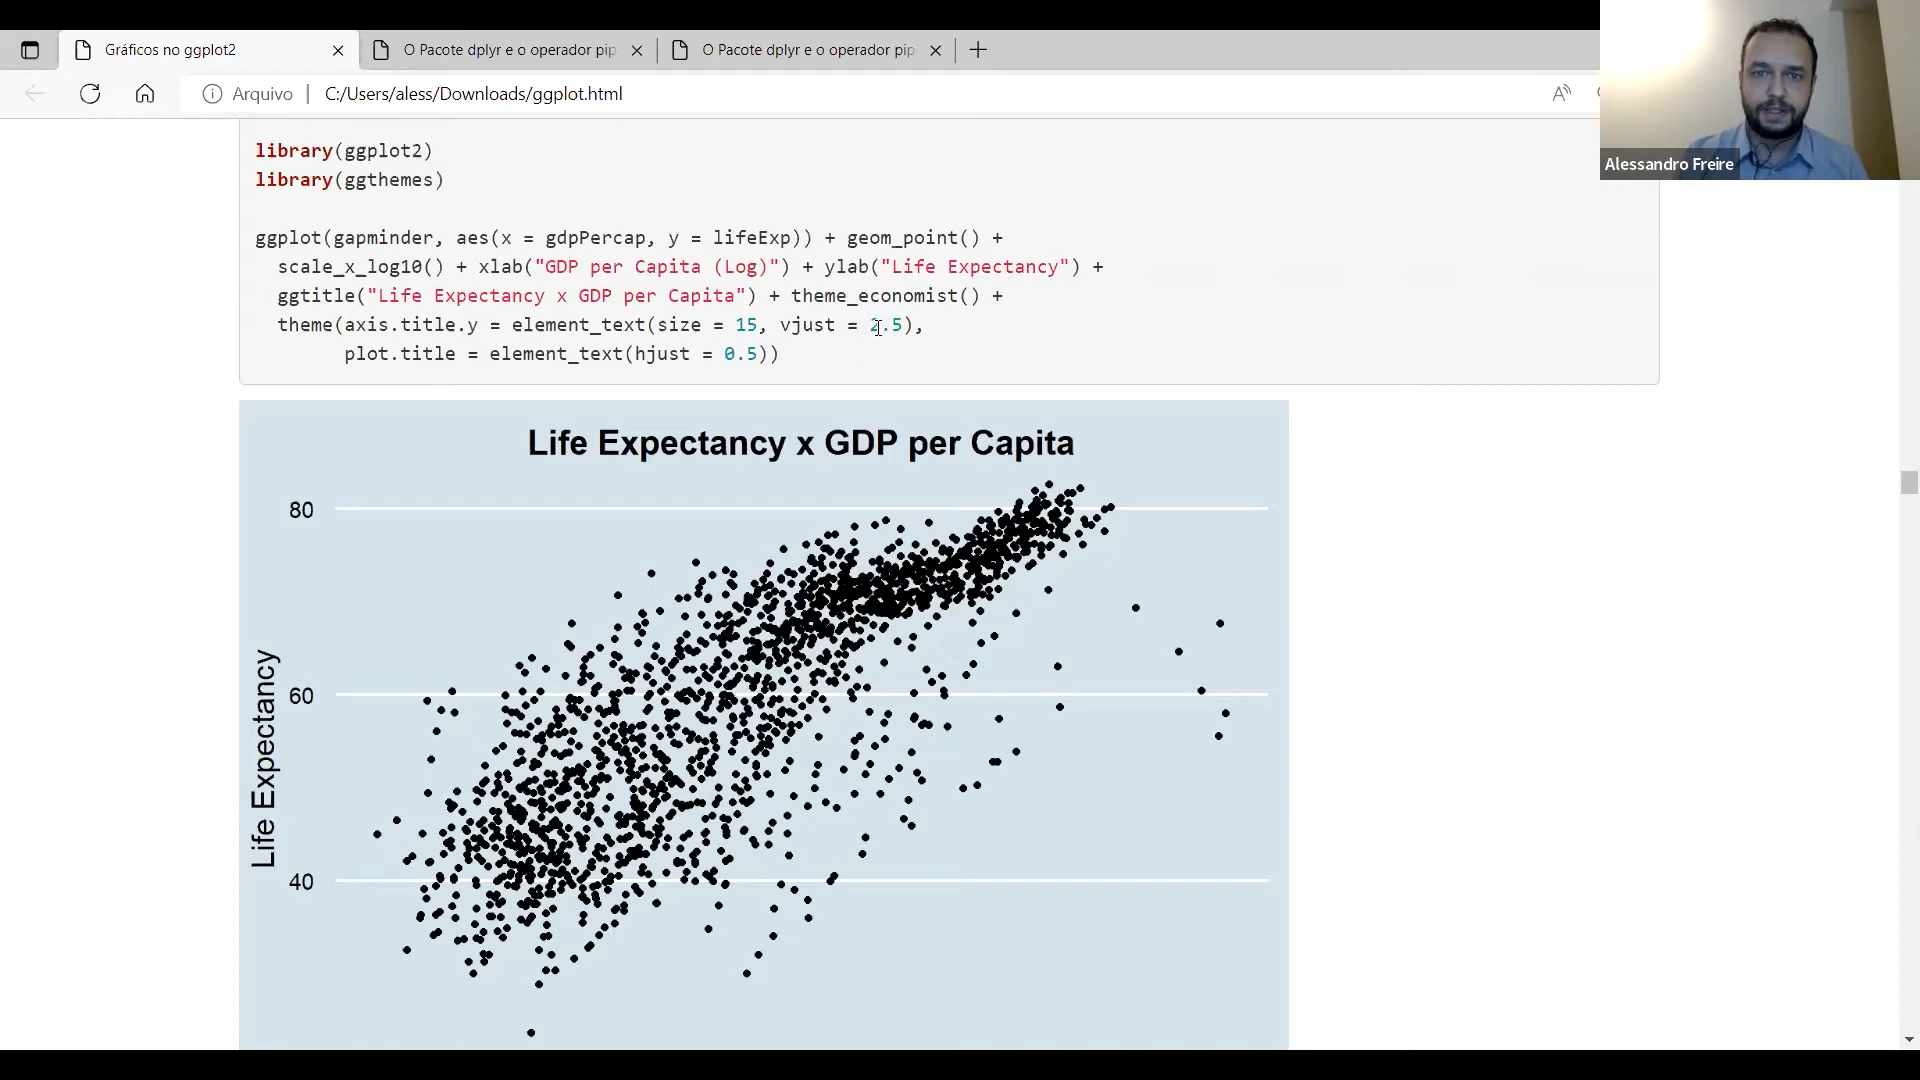 Gráficos no ggplot2
O Pacote dplyr e o operador pip
O Pacote dplyr e o operador pip
Arquivo
C:/Users/aless/Downloads/ggplot.html
Alessandro Freire
library(ggplot2)
library(ggthemes)
ggplot(gapminder, aes(x = gdpPercap, y = lifeExp)) + geom_point() +
scale_x_log10() + xlab("GDP per Capita (Log)") + ylab("Life Expectancy") +
ggtitle("Life Expectancy x GDP per Capita") + theme_economist() +
theme(axis.title.y = element_text(size = 15, vjust = 2.5),
plot.title = element_text(hjust = 0.5))
Life Expectancy x GDP per Capita
80
60
40
Life Expectancy